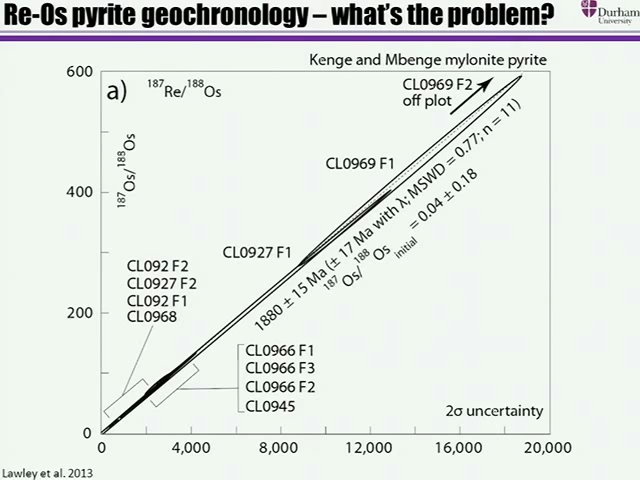 Re-Os pyrite geochronology – what's the problem?
Durham
University
Kenge and Mbenge mylonite pyrite
600
a)
187Re/188Os
CL0969 F2
off plot
187Os/188Os
CL0969 F1
400
1880 ± 15 Ma (± 17 Ma with λ; MSWD = 0.77; n = 11)
187Os/188Os initial = 0.04 ± 0.18
CL0927 F1
CL092 F2
CL0927 F2
CL092 F1
CL0968
200
CL0966 F1
CL0966 F3
CL0966 F2
CL0945
2σ uncertainty
0
0
4,000
8,000
12,000
16,000
20,000
Lawley et al. 2013